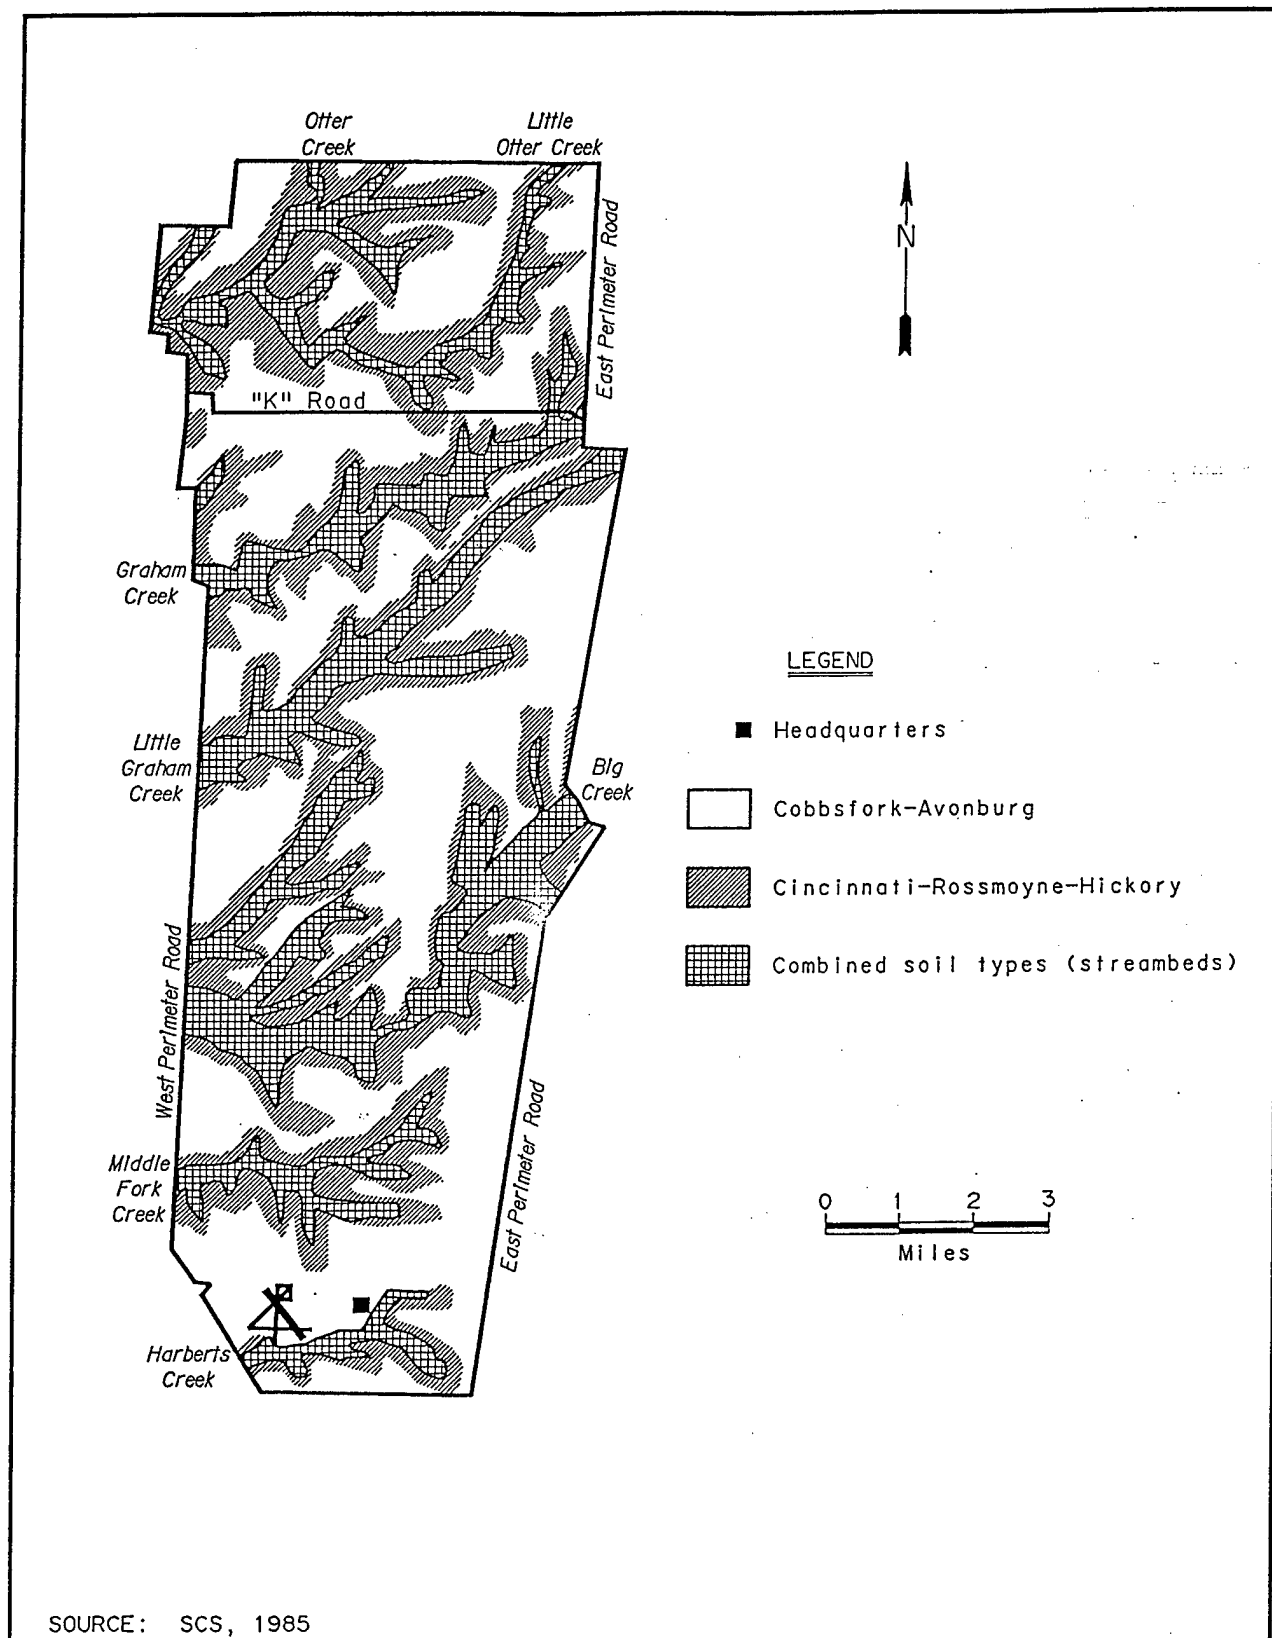 Otter
Creek
Little
Otter Creek
East Perimeter Road
N
"K" Road
Graham
Creek
LEGEND
Headquarters
Little
Graham
Creek
Big
Creek
Cobbsfork-Avonburg
Cincinnati-Rossmoyne-Hickory
West Perimeter Road
Combined soil types (streambeds)
East Perimeter Road
Middle
Fork
Creek
0 1 2 3
Miles
Harberts
Creek
SOURCE: SCS, 1985